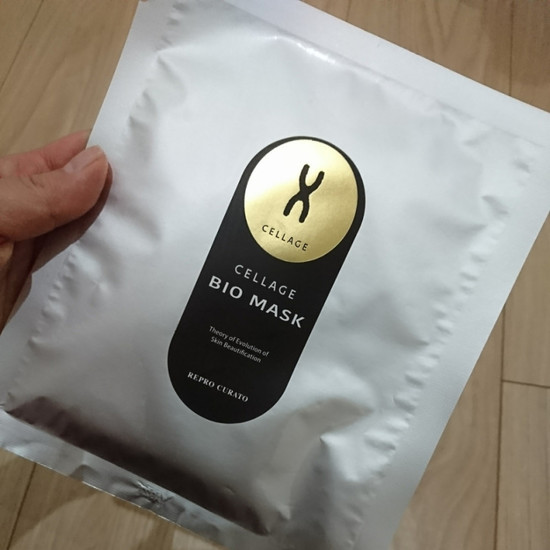 CELLAGE
CELLAGE
BIO MASK
Theory of Evolution of
Skin Beautification
REPRO CURATO